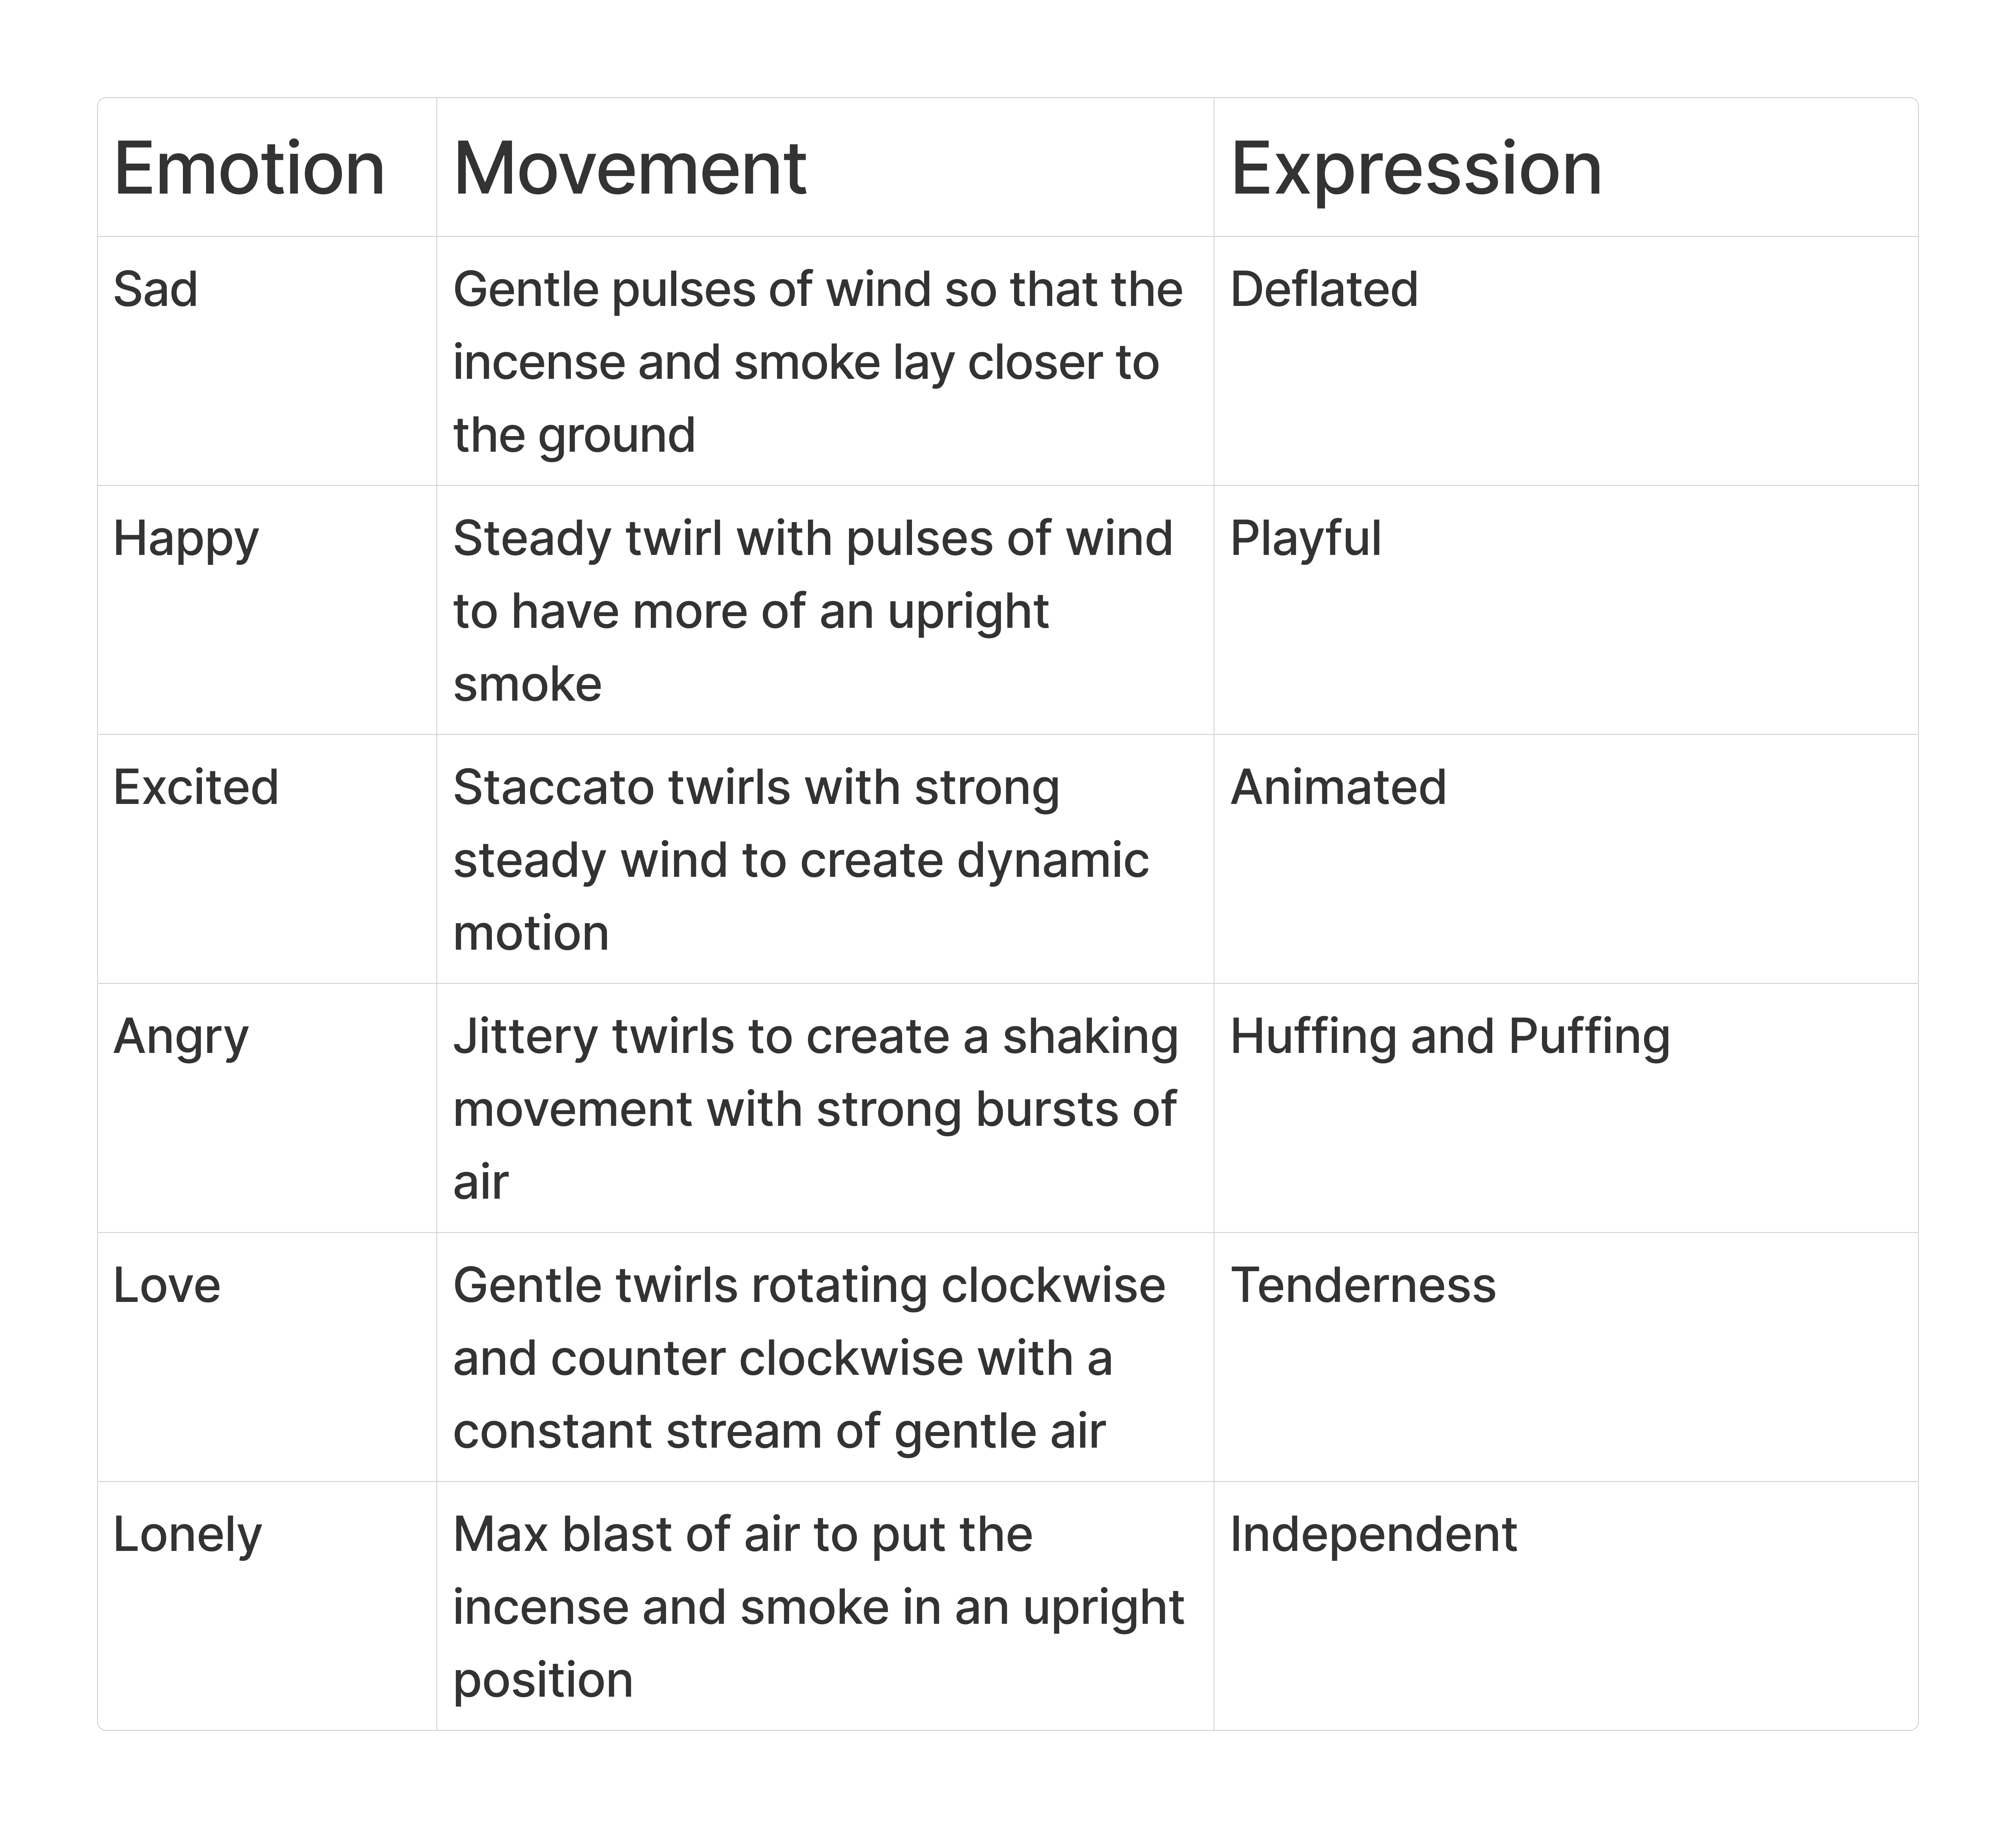 Emotion Movement Expression
Sad Gentle pulses of wind so that the Deflated
incense and smoke lay closer to
the ground
Happy Steady twirl with pulses of wind Playful
to have more of an upright
smoke
Excited Staccato twirls with strong Animated
steady wind to create dynamic
motion
Angry Jittery twirls to create a shaking Huffing and Puffing
movement with strong bursts of
air
Love Gentle twirls rotating clockwise Tenderness
and counter clockwise with a
constant stream of gentle air
Lonely Max blast of air to put the Independent
incense and smoke in an upright
position